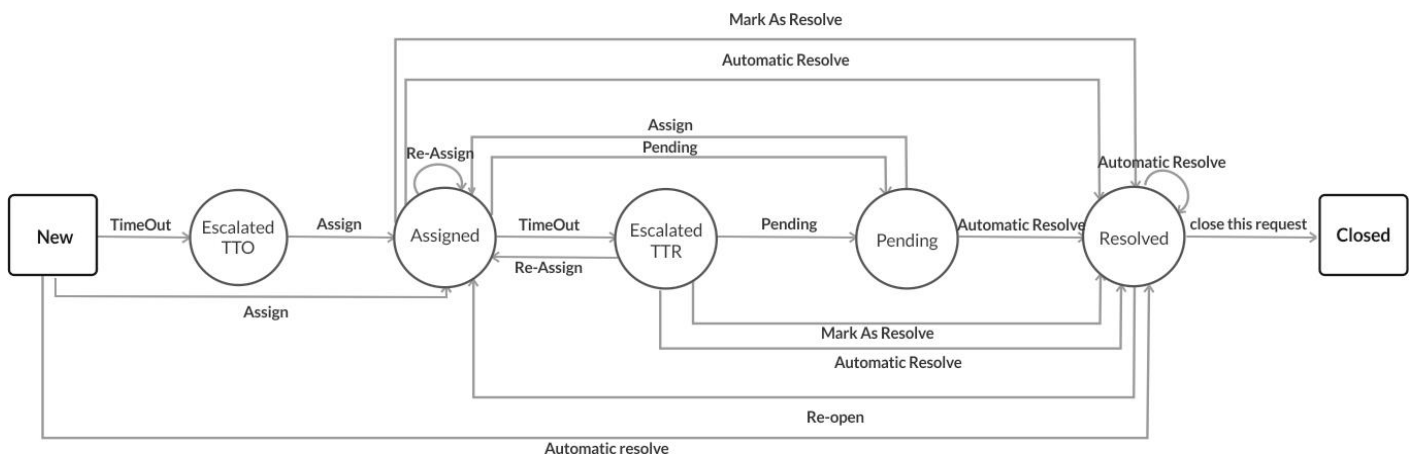 Mark As Resolve
Automatic Resolve
Assign
Re-Assign
Pending
Automatic Resolve
New
TimeOut
Escalated
TTO
Assign
Assigned
TimeOut
Re-Assign
Escalated
TTR
Pending
Pending
Automatic Resolve
Resolved
close this request
Closed
Assign
Mark As Resolve
Automatic Resolve
Re-open
Automatic resolve